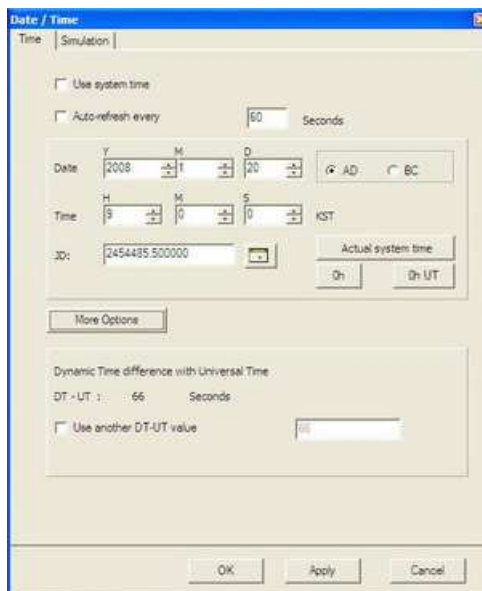 Date / Time
Time Simulation
Use system time
Auto-refresh every 60 Seconds
Y M D
Date 2008 1 20 AD BC
H M S
Time 9 0 0 KST
JD: 2454485.500000 Actual system time
0h 0h UT
More Options
Dynamic Time difference with Universal Time
DT - UT : 66 Seconds
Use another DT-UT value 66
OK Apply Cancel